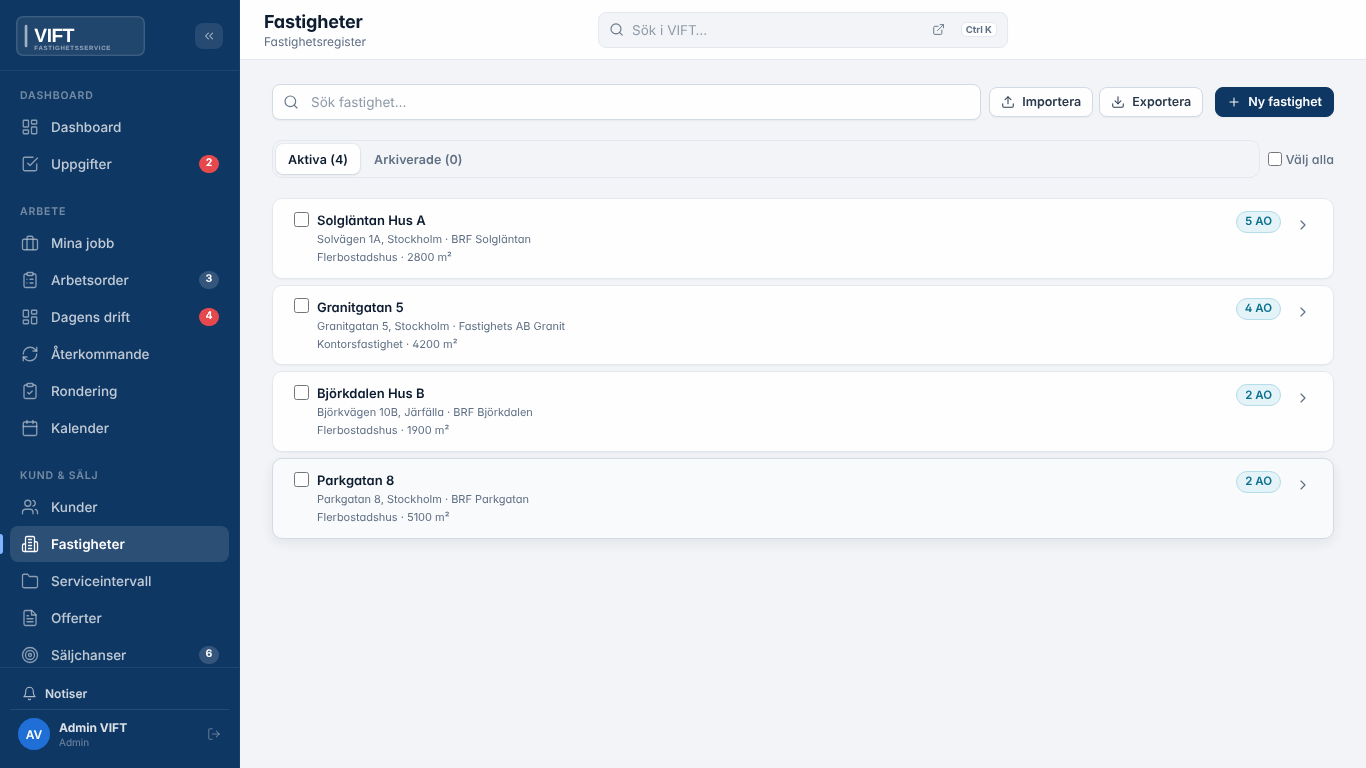 VIFT
FASTIGHETSSERVICE
DASHBOARD
Dashboard
Uppgifter 2
ARBETE
Mina jobb
Arbetsorder 3
Dagens drift 4
Återkommande
Rondering
Kalender
KUND & SÄLJ
Kunder
Fastigheter
Serviceintervall
Offerter
Säljchanser 6
Notiser
AV
Admin VIFT
Admin
Fastigheter
Fastighetsregister
Sök i VIFT... Ctrl K
Sök fastighet...
Importera
Exportera
Ny fastighet
Aktiva (4) Arkiverade (0)
Välj alla
Solgläntan Hus A
Solvägen 1A, Stockholm · BRF Solgläntan
Flerbostadshus · 2800 m²
5 AO
Granitgatan 5
Granitgatan 5, Stockholm · Fastighets AB Granit
Kontorsfastighet · 4200 m²
4 AO
Björkdalen Hus B
Björkvägen 10B, Järfälla · BRF Björkdalen
Flerbostadshus · 1900 m²
2 AO
Parkgatan 8
Parkgatan 8, Stockholm · BRF Parkgatan
Flerbostadshus · 5100 m²
2 AO